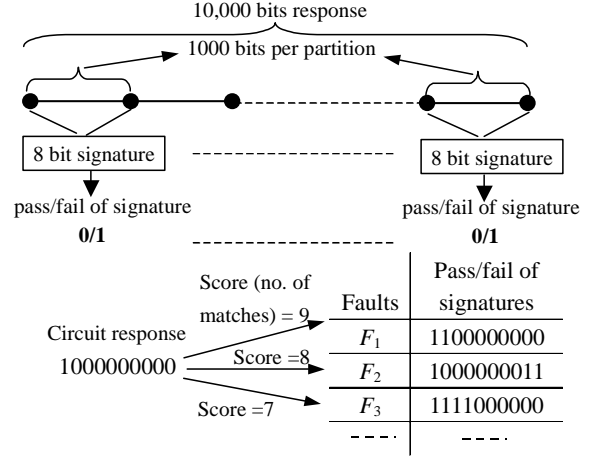 10,000 bits response
1000 bits per partition
8 bit signature
8 bit signature
pass/fail of signature
pass/fail of signature
0/1
0/1
Score (no. of
matches) = 9
Circuit response
1000000000
Score =8
Score =7
Faults
Pass/fail of
signatures
F1 1100000000
F2 1000000011
F3 1111000000